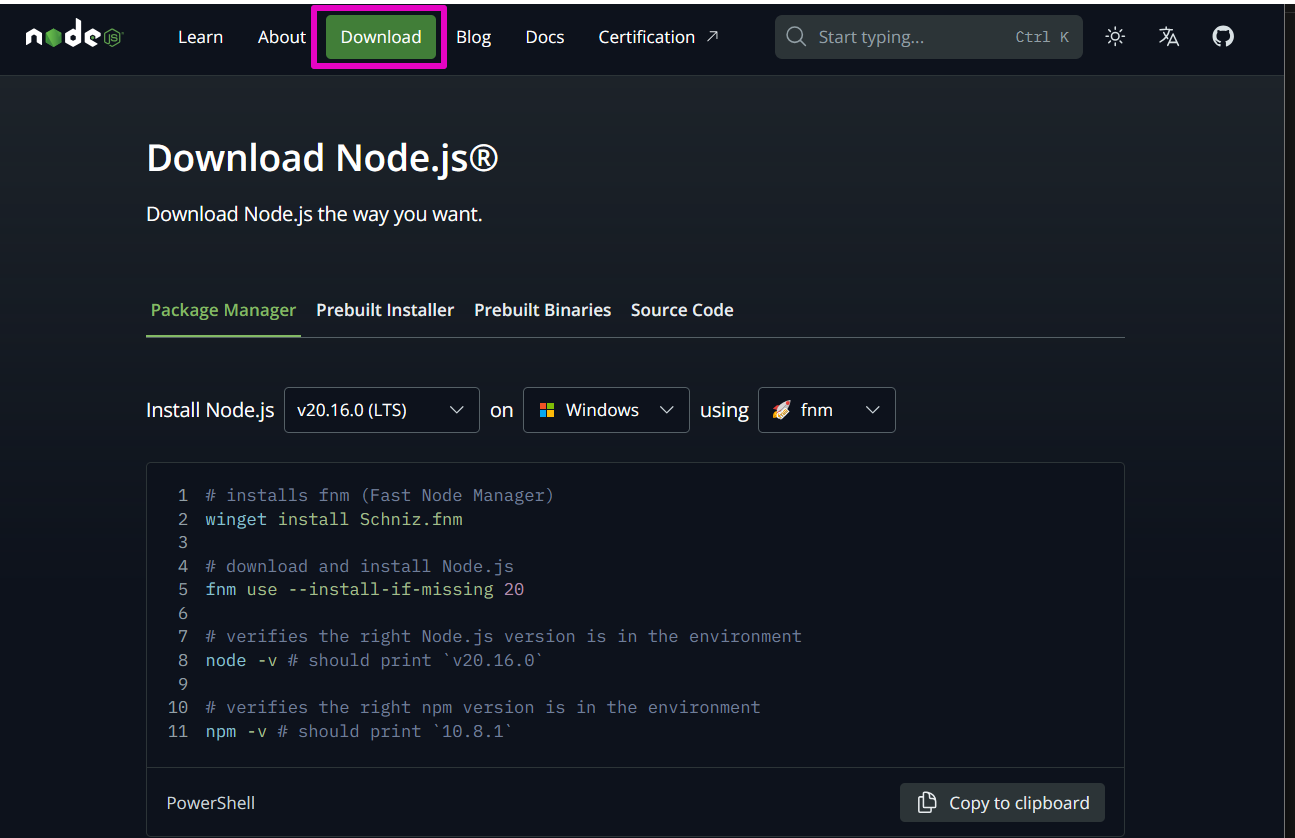 node JS
Learn About Download Blog Docs Certification ↗ Start typing... Ctrl K
Download Node.js®
Download Node.js the way you want.
Package Manager Prebuilt Installer Prebuilt Binaries Source Code
Install Node.js v20.16.0 (LTS) on Windows using fnm
1 # installs fnm (Fast Node Manager)
2 winget install Schniz.fnm
3
4 # download and install Node.js
5 fnm use --install-if-missing 20
6
7 # verifies the right Node.js version is in the environment
8 node -v # should print `v20.16.0`
9
10 # verifies the right npm version is in the environment
11 npm -v # should print `10.8.1`
PowerShell Copy to clipboard